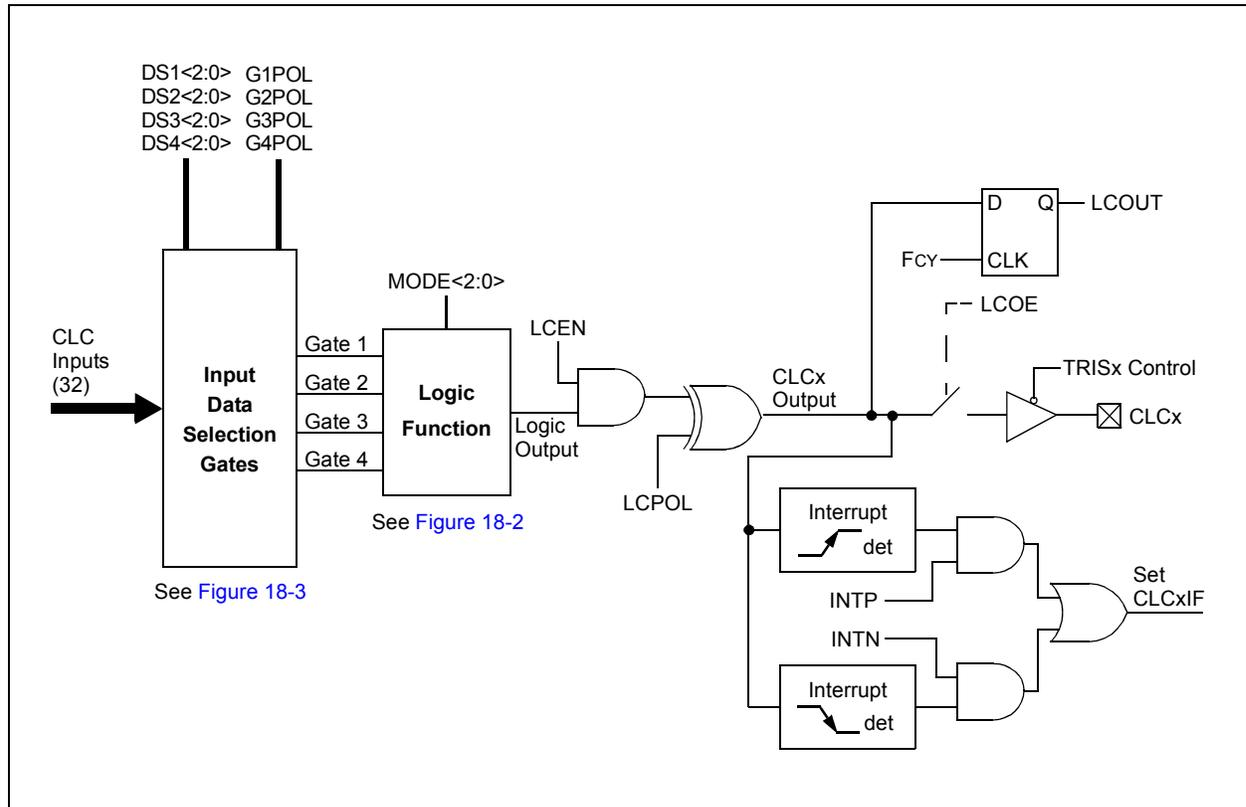 DS1<2:0> G1POL
DS2<2:0> G2POL
DS3<2:0> G3POL
DS4<2:0> G4POL
D Q LCOUT
FCY CLK
MODE<2:0>
LCOE
LCEN
CLC
Inputs
(32)
Input
Data
Selection
Gates
Gate 1
Gate 2
Gate 3
Gate 4
Logic
Function
Logic
Output
CLCx
Output
TRISx Control
CLCx
LCPOL
See Figure 18-2
See Figure 18-3
Interrupt
det
INTP
INTN
Set
CLCxIF
Interrupt
det